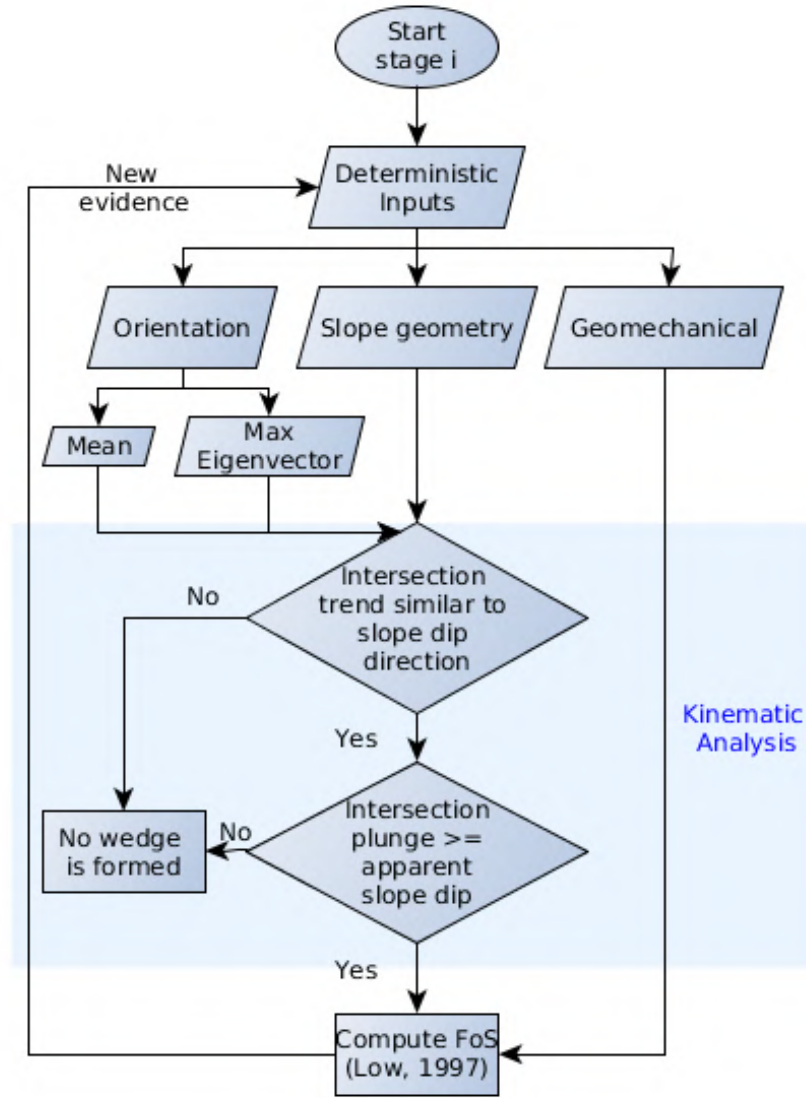 Start
stage i
New
evidence
Deterministic
Inputs
Orientation
Slope geometry
Geomechanical
Mean
Max
Eigenvector
Intersection
trend similar to
slope dip
direction
No
Kinematic
Analysis
Yes
Intersection
plunge >=
apparent
slope dip
No
No wedge
is formed
Yes
Compute FoS
(Low, 1997)